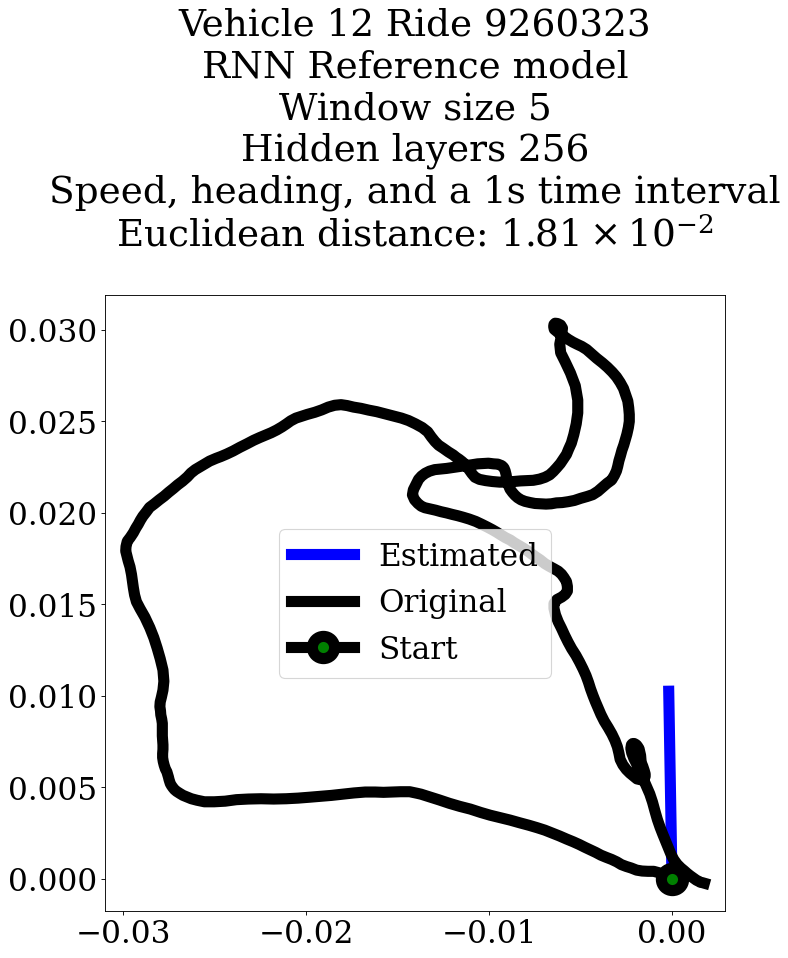 Vehicle 12 Ride 9260323
RNN Reference model
Window size 5
Hidden layers 256
Speed, heading, and a 1s time interval
Euclidean distance: 1.81 × 10⁻²
0.030
0.025
0.020
0.015
0.010
0.005
0.000
Estimated
Original
Start
−0.03 −0.02 −0.01 0.00